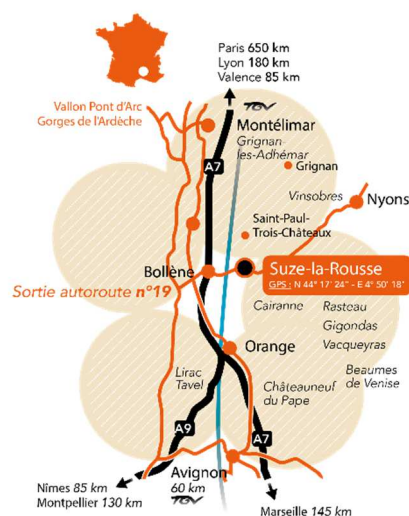 Paris 650 km
Lyon 180 km
Valence 85 km
TGV
Vallon Pont d'Arc
Gorges de l'Ardèche
Montélimar
Grignan
-les-Adhémar
A7
Grignan
Vinsobres
Nyons
Saint-Paul-
Trois-Châteaux
Bollène
Suze-la-Rousse
GPS : N 44° 17' 24" - E 4° 50' 18"
Sortie autoroute n°19
Cairanne
Rasteau
Gigondas
Vacqueyras
Orange
Beaumes
de Venise
Lirac
Tavel
Châteauneuf
du Pape
A9
A7
Avignon
60 km
TGV
Nîmes 85 km
Montpellier 130 km
Marseille 145 km